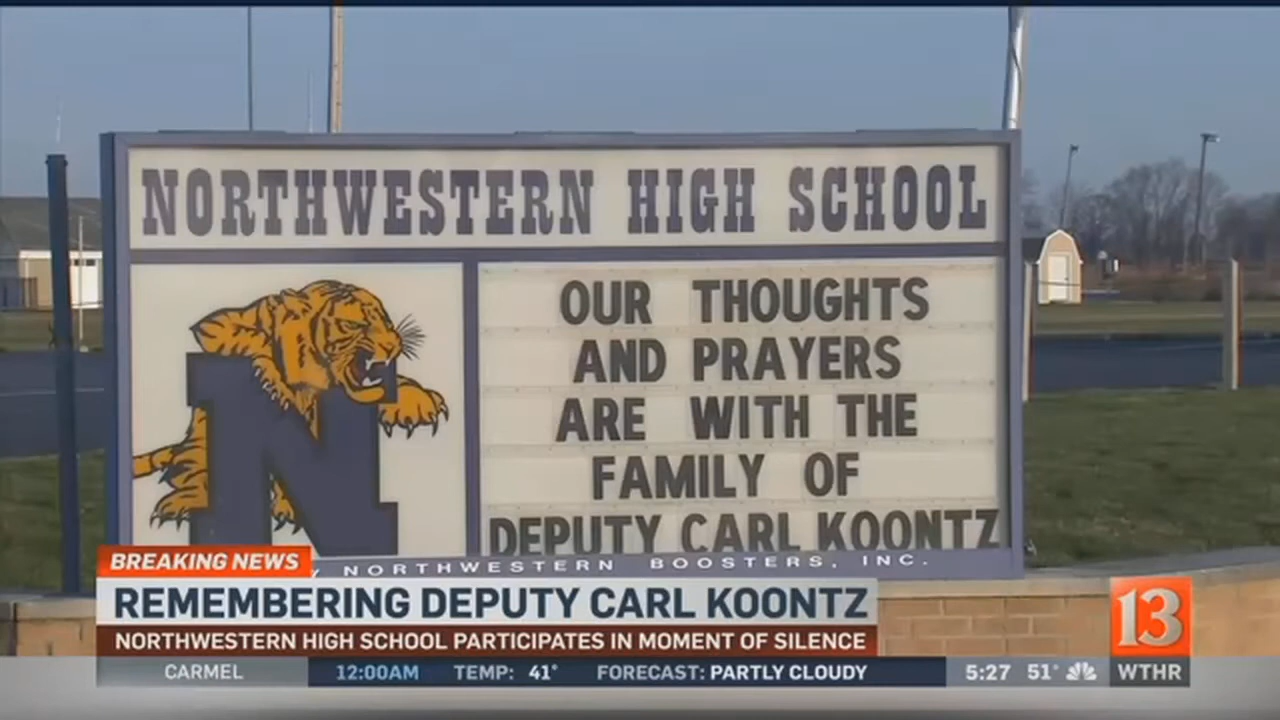 NORTHWESTERN HIGH SCHOOL
OUR THOUGHTS
AND PRAYERS
ARE WITH THE
FAMILY OF
DEPUTY CARL KOONTZ
N
NORTHWESTERN BOOSTERS, INC.
BREAKING NEWS
REMEMBERING DEPUTY CARL KOONTZ
NORTHWESTERN HIGH SCHOOL PARTICIPATES IN MOMENT OF SILENCE
13
WTHR
CARMEL 12:00AM TEMP: 41° FORECAST: PARTLY CLOUDY 5:27 51°